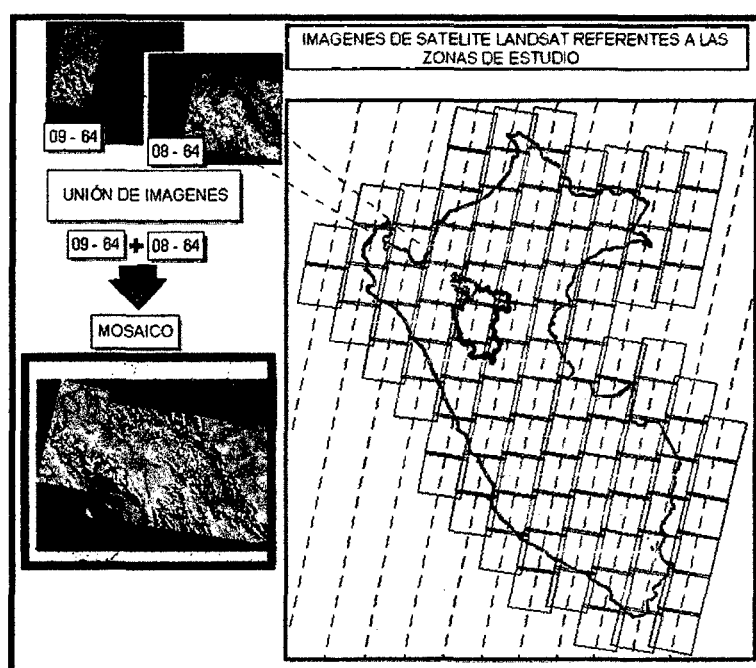 IMAGENES DE SATELITE LANDSAT REFERENTES A LAS
ZONAS DE ESTUDIO
09 - 64
08 - 64
UNIÓN DE IMAGENES
09 - 64 + 08 - 64
MOSAICO